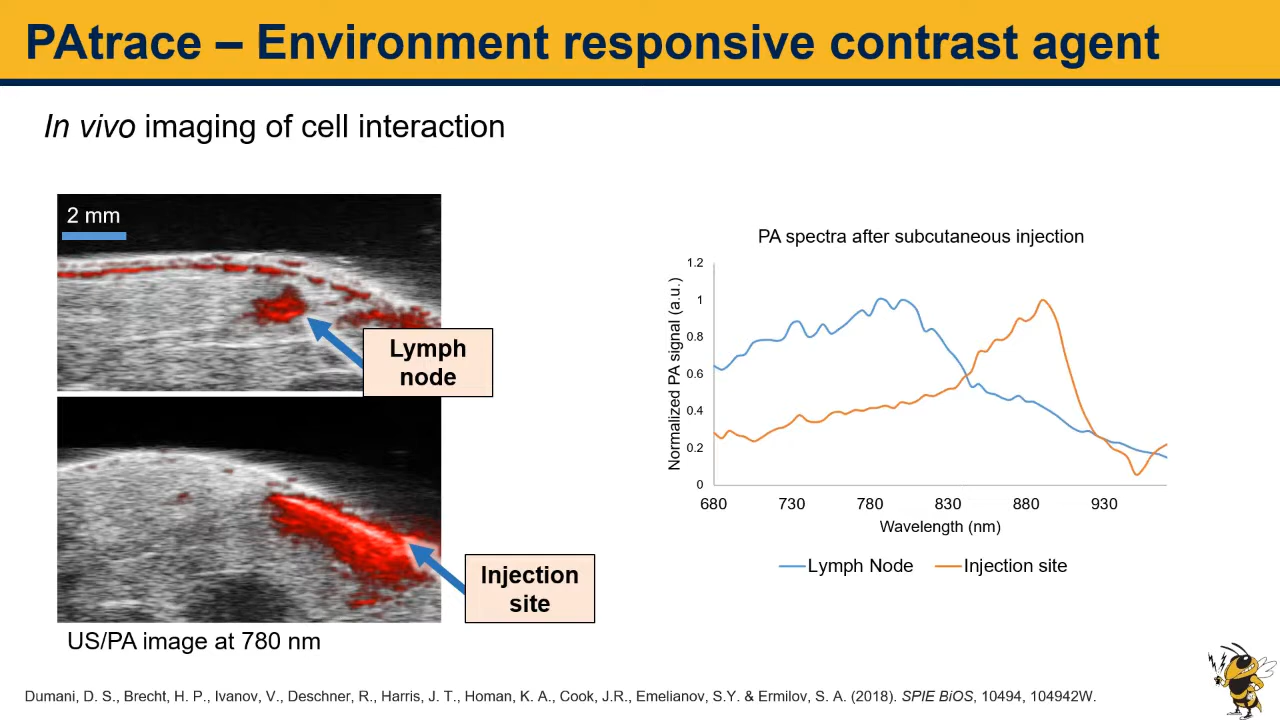 PAtrace – Environment responsive contrast agent
In vivo imaging of cell interaction
2 mm
Lymph
node
Injection
site
US/PA image at 780 nm
PA spectra after subcutaneous injection
Normalized PA signal (a.u.)
1.2
1
0.8
0.6
0.4
0.2
0
680 730 780 830 880 930
Wavelength (nm)
Lymph Node Injection site
Dumani, D. S., Brecht, H. P., Ivanov, V., Deschner, R., Harris, J. T., Homan, K. A., Cook, J.R., Emelianov, S.Y. & Ermilov, S. A. (2018). SPIE BiOS, 10494, 104942W.